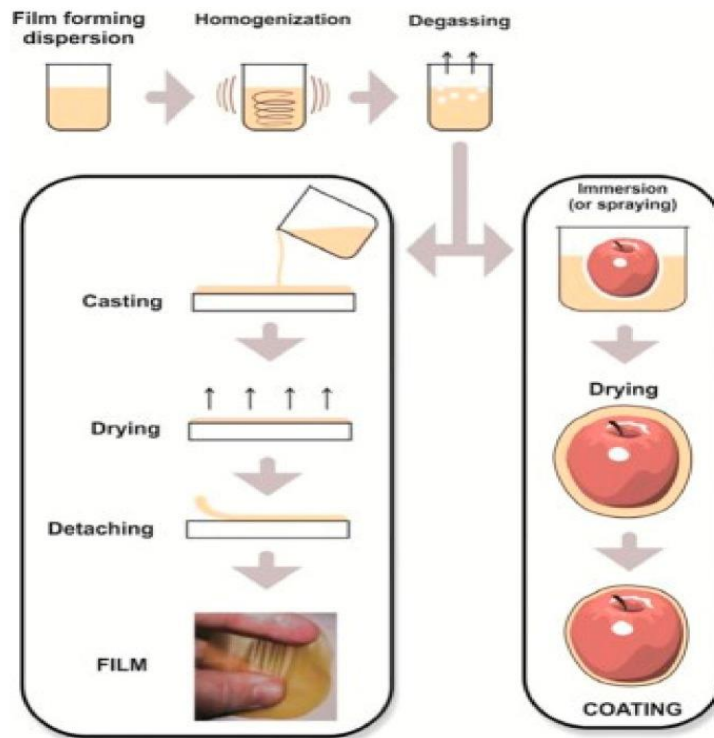 Film forming
dispersion
Homogenization
Degassing
Casting
Drying
Detaching
FILM
Immersion
(or spraying)
Drying
COATING